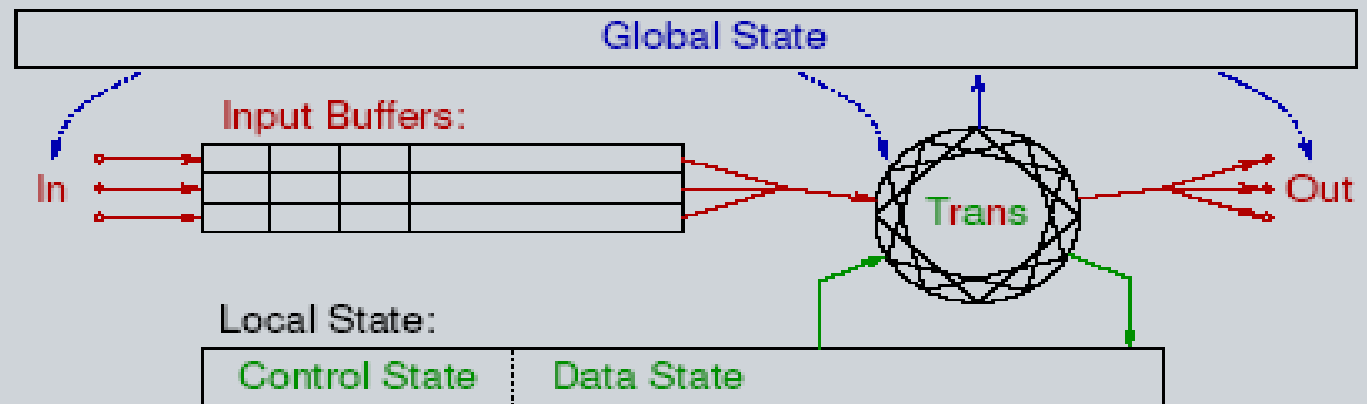 Global State
Input Buffers:
In
Trans
Out
Local State:
Control State
Data State